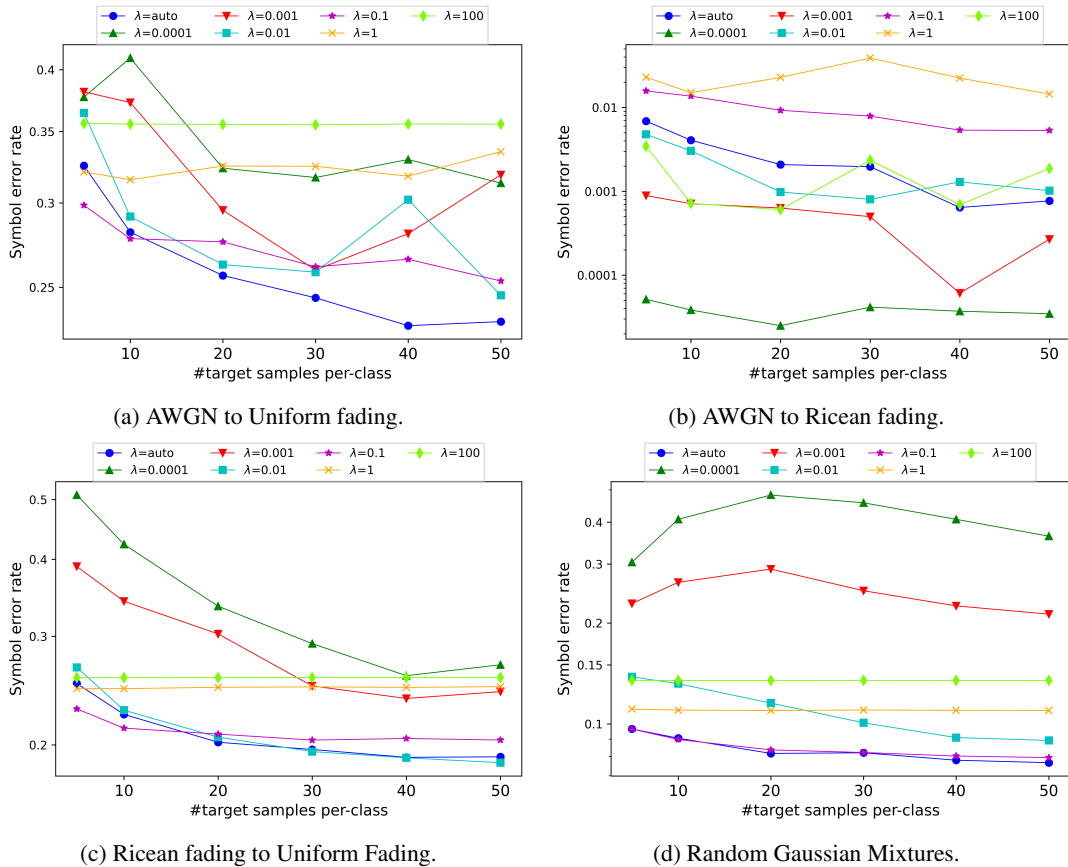 λ=auto λ=0.001 λ=0.1 λ=100
λ=0.0001 λ=0.01 λ=1
0.4
0.35
0.3
0.25
Symbol error rate
10 20 30 40 50
#target samples per-class
(a) AWGN to Uniform fading.
λ=auto λ=0.001 λ=0.1 λ=100
λ=0.0001 λ=0.01 λ=1
0.01
0.001
0.0001
Symbol error rate
10 20 30 40 50
#target samples per-class
(b) AWGN to Ricean fading.
λ=auto λ=0.001 λ=0.1 λ=100
λ=0.0001 λ=0.01 λ=1
0.5
0.4
0.3
0.2
Symbol error rate
10 20 30 40 50
#target samples per-class
(c) Ricean fading to Uniform Fading.
λ=auto λ=0.001 λ=0.1 λ=100
λ=0.0001 λ=0.01 λ=1
0.4
0.3
0.2
0.15
0.1
Symbol error rate
10 20 30 40 50
#target samples per-class
(d) Random Gaussian Mixtures.